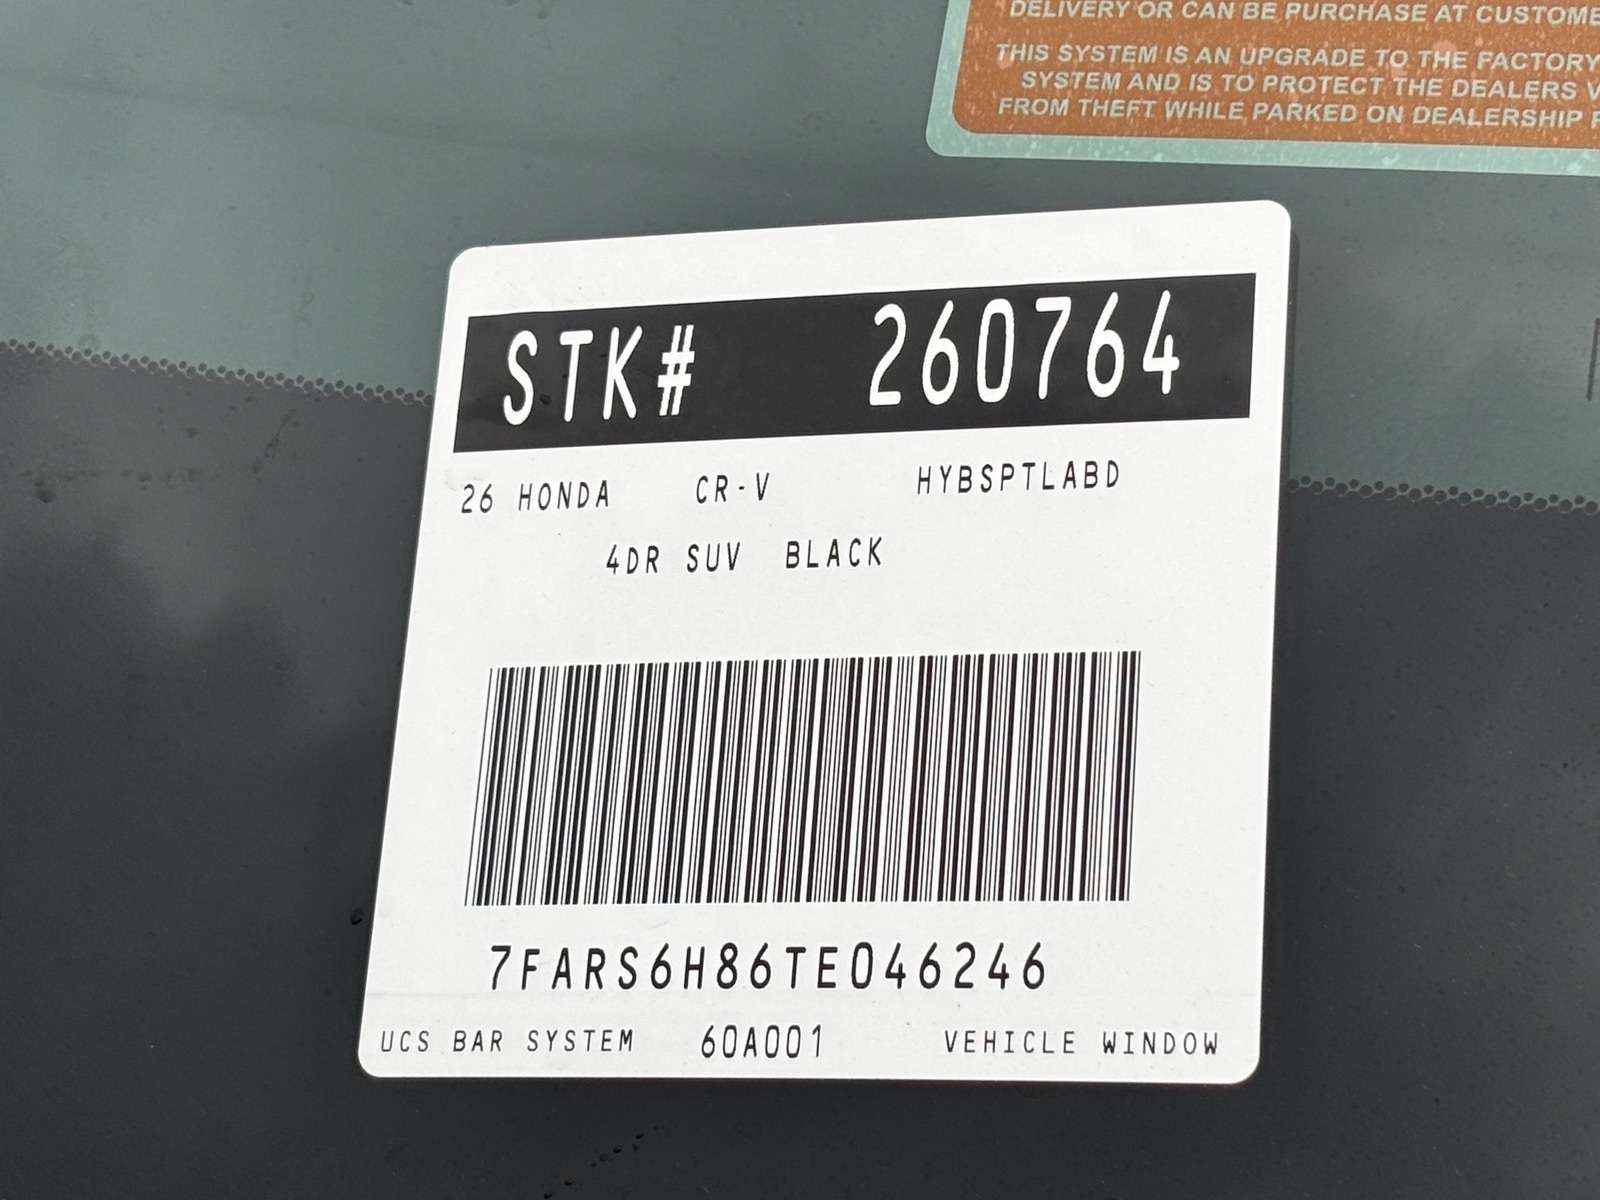 DELIVERY OR CAN BE PURCHASE AT
THIS SYSTEM IS AN UPGRADE TO THE FACTORY
SYSTEM AND IS TO PROTECT THE DEALERS
FROM THEFT WHILE PARKED ON DEALERSHIP
STK# 260764
26 HONDA CR-V HYBSPTLABD
4DR SUV BLACK
7FARS6H86TE046246
UCS BAR SYSTEM 60A001 VEHICLE WINDOW